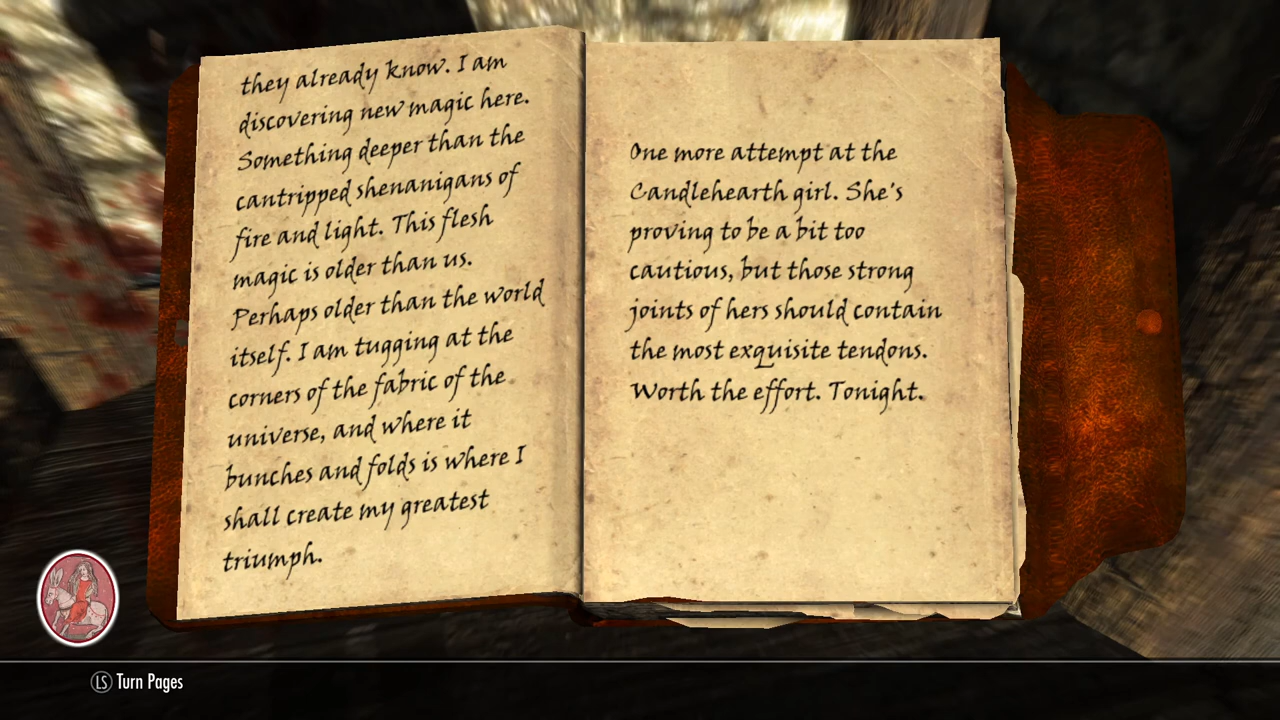 they already know. I am
discovering new magic here.
Something deeper than the
cantripped shenanigans of
fire and light. This flesh
magic is older than us.
Perhaps older than the world
itself. I am tugging at the
corners of the fabric of the
universe, and where it
bunches and folds is where I
shall create my greatest
triumph.
One more attempt at the
Candlehearth girl. She's
proving to be a bit too
cautious, but those strong
joints of hers should contain
the most exquisite tendons.
Worth the effort. Tonight.
LS Turn Pages